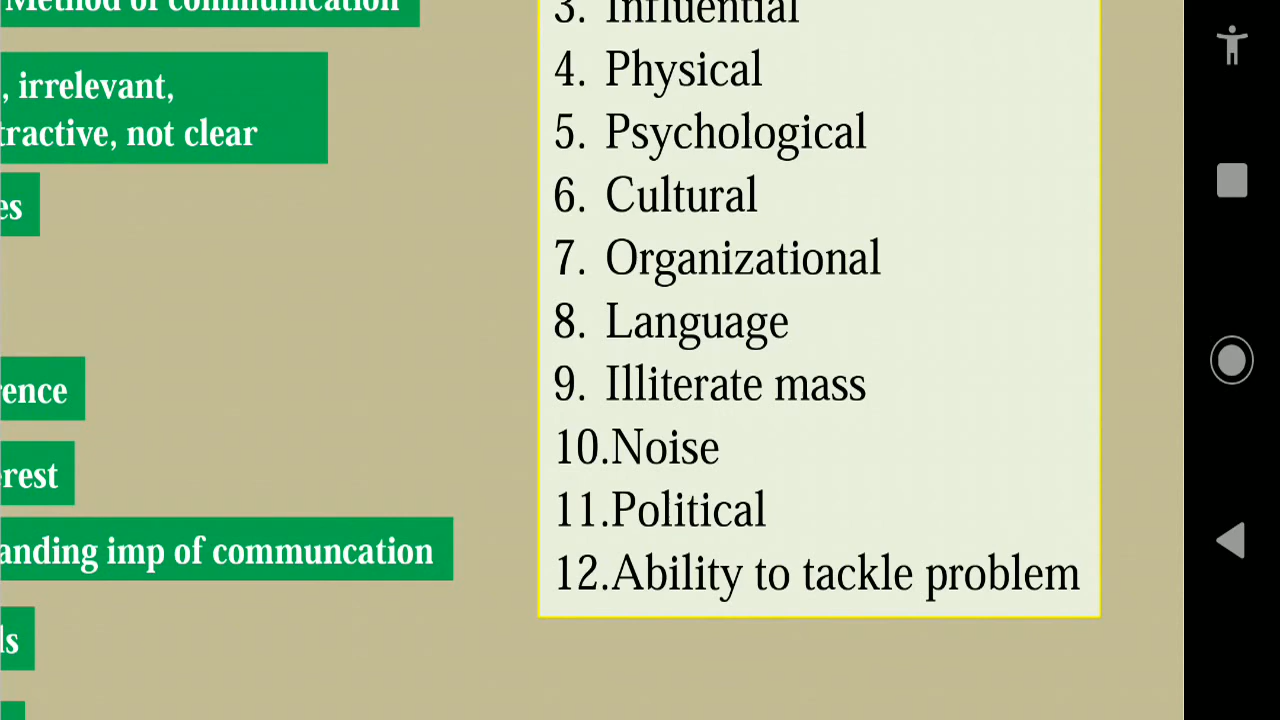 Method of communication
, irrelevant,
tractive, not clear
es
rence
erest
anding imp of communcation
ls
3. Influential
4. Physical
5. Psychological
6. Cultural
7. Organizational
8. Language
9. Illiterate mass
10.Noise
11.Political
12.Ability to tackle problem